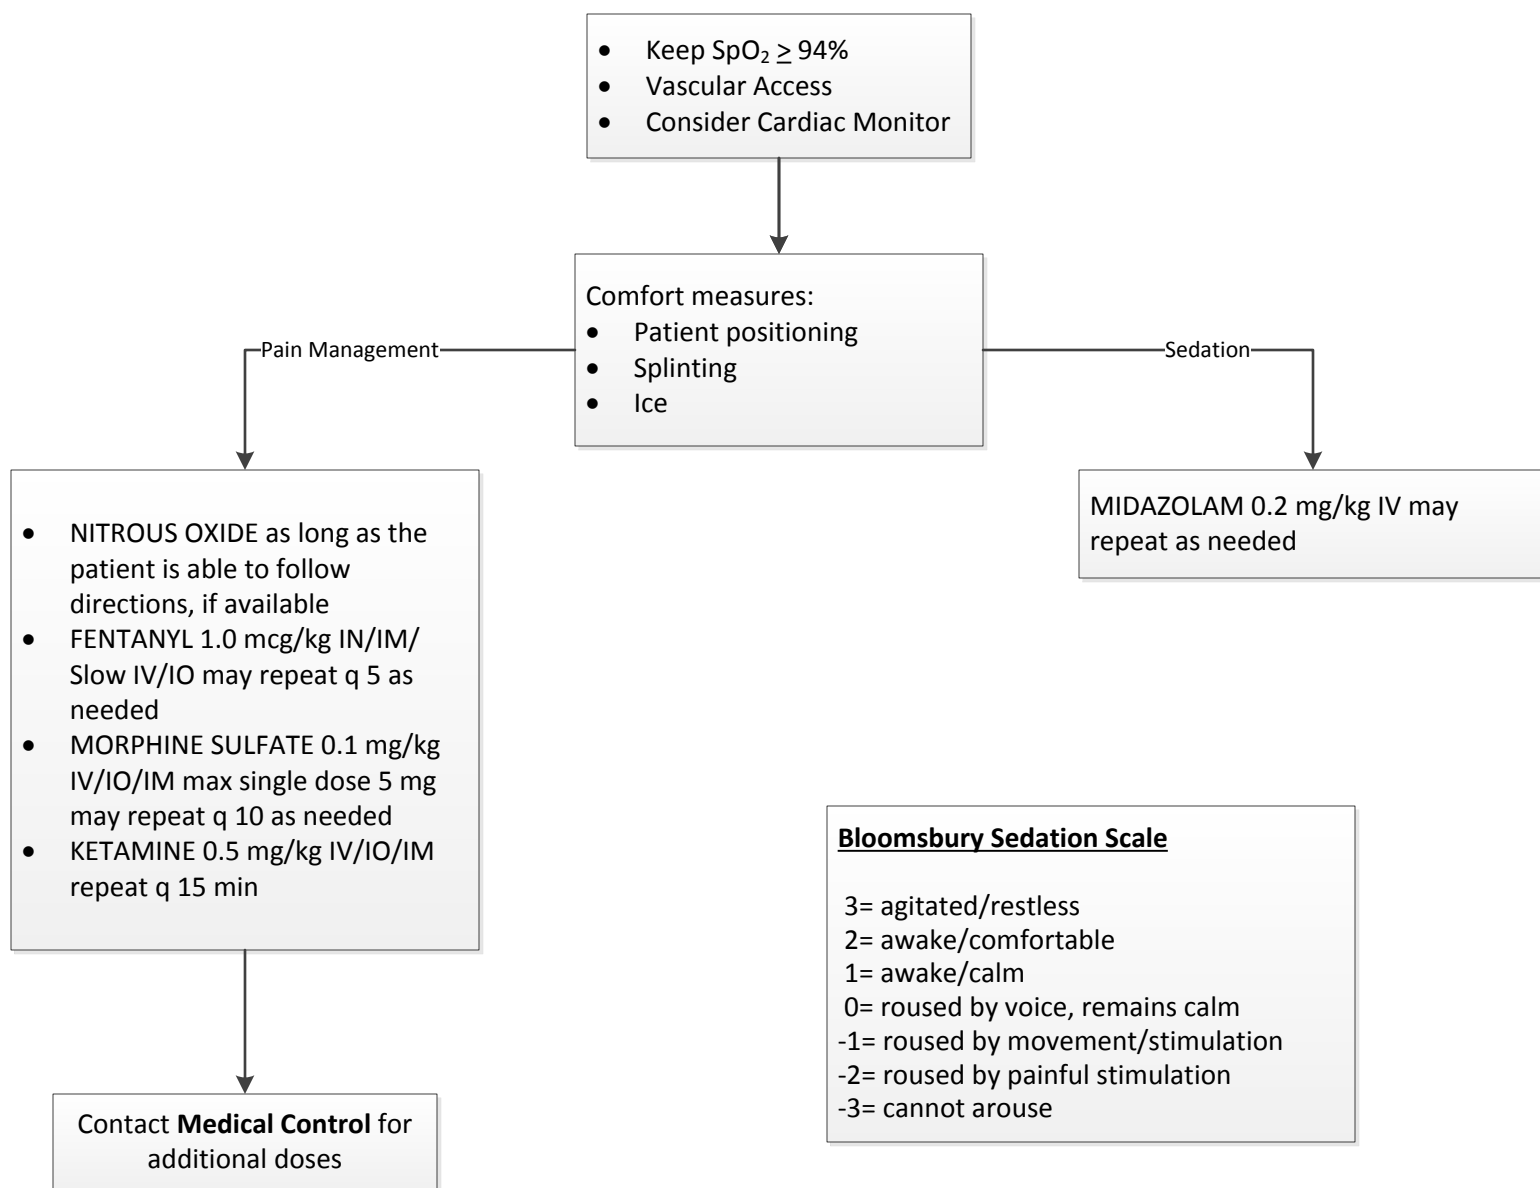 • Keep SpO₂ ≥ 94%
• Vascular Access
• Consider Cardiac Monitor
Comfort measures:
• Patient positioning
• Splinting
• Ice
Pain Management
Sedation
• NITROUS OXIDE as long as the
patient is able to follow
directions, if available
• FENTANYL 1.0 mcg/kg IN/IM/
Slow IV/IO may repeat q 5 as
needed
• MORPHINE SULFATE 0.1 mg/kg
IV/IO/IM max single dose 5 mg
may repeat q 10 as needed
• KETAMINE 0.5 mg/kg IV/IO/IM
repeat q 15 min
MIDAZOLAM 0.2 mg/kg IV may
repeat as needed
Bloomsbury Sedation Scale
3= agitated/restless
2= awake/comfortable
1= awake/calm
0= roused by voice, remains calm
-1= roused by movement/stimulation
-2= roused by painful stimulation
-3= cannot arouse
Contact Medical Control for
additional doses